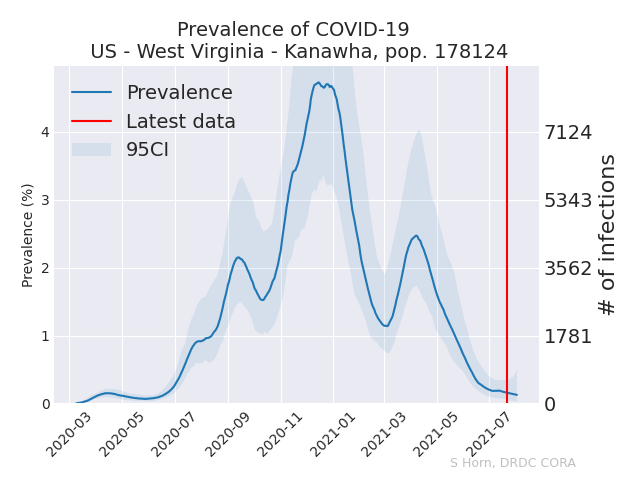 Prevalence of COVID-19
US - West Virginia - Kanawha, pop. 178124
Prevalence
Latest data
95CI
Prevalence (%)
4
3
2
1
0
7124
5343
3562
1781
0
# of infections
2020-03
2020-05
2020-07
2020-09
2020-11
2021-01
2021-03
2021-05
2021-07
S Horn, DRDC CORA